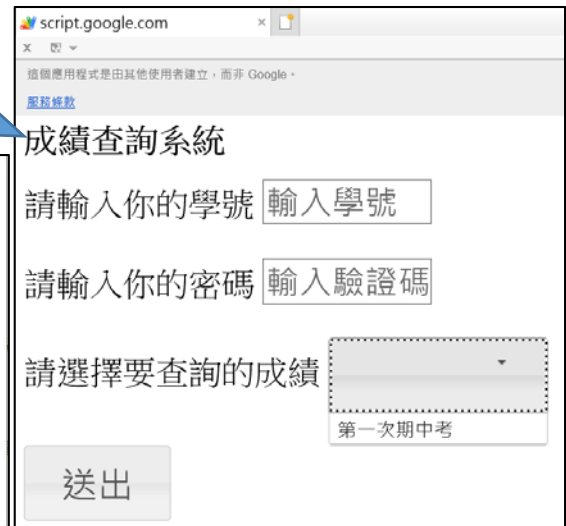 script.google.com ×
x
這個應用程式是由其他使用者建立，而非 Google。
服務條款
成績查詢系統
請輸入你的學號 輸入學號
請輸入你的密碼 輸入驗證碼
請選擇要查詢的成績
第一次期中考
送出